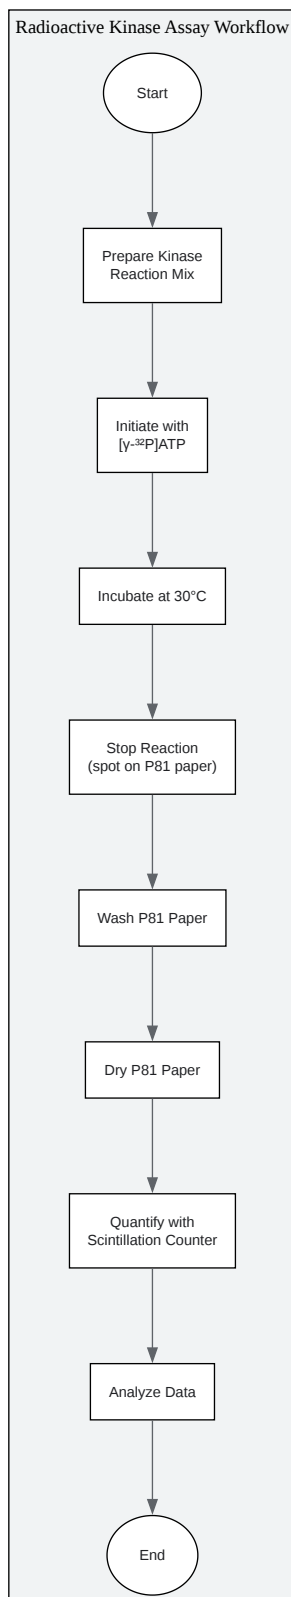 Radioactive Kinase Assay Workflow
Start
Prepare Kinase
Reaction Mix
Initiate with
[γ-³²P]ATP
Incubate at 30°C
Stop Reaction
(spot on P81 paper)
Wash P81 Paper
Dry P81 Paper
Quantify with
Scintillation Counter
Analyze Data
End